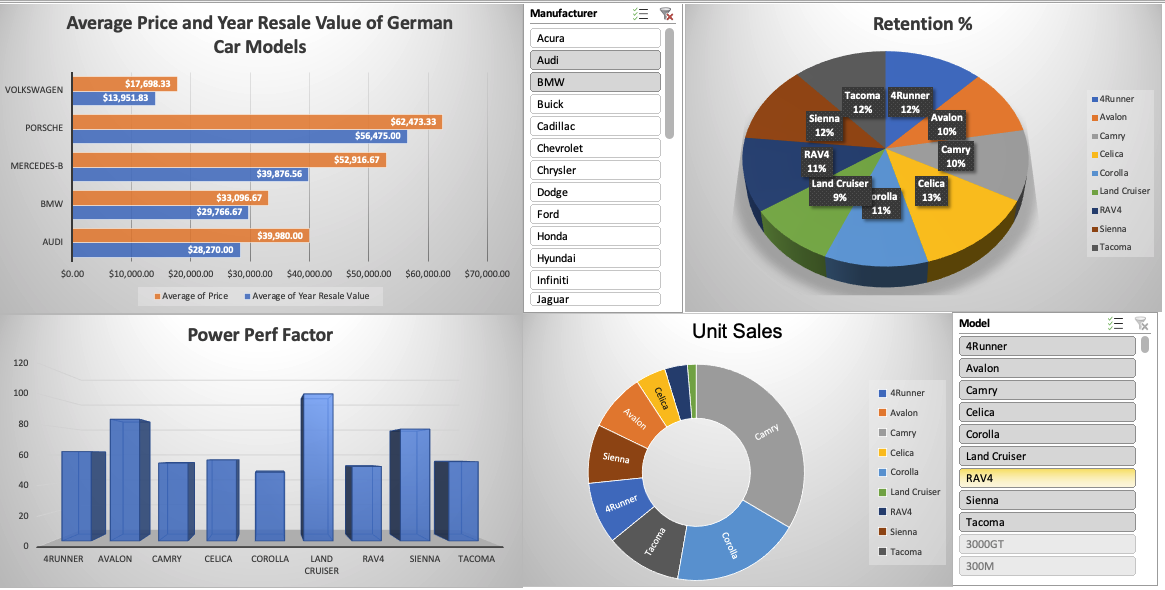 Average Price and Year Resale Value of German
Car Models
VOLKSWAGEN
$17,698.33
$13,951.83
PORSCHE
$62,473.33
$56,475.00
MERCEDES-B
$52,916.67
$39,876.56
BMW
$33,096.67
$29,766.67
AUDI
$39,980.00
$28,270.00
$0.00 $10,000.00 $20,000.00 $30,000.00 $40,000.00 $50,000.00 $60,000.00 $70,000.00
Average of Price Average of Year Resale Value
Manufacturer
Acura
Audi
BMW
Buick
Cadillac
Chevrolet
Chrysler
Dodge
Ford
Honda
Hyundai
Infiniti
Jaguar
Retention %
Tacoma
12%
4Runner
12%
Sienna
12%
Avalon
10%
RAV4
11%
Camry
10%
Land Cruiser
9%
orolla
11%
Celica
13%
4Runner
Avalon
Camry
Celica
Corolla
Land Cruiser
RAV4
Sienna
Tacoma
Power Perf Factor
120
100
80
60
40
20
0
4RUNNER AVALON CAMRY CELICA COROLLA LAND CRUISER RAV4 SIENNA TACOMA
Unit Sales
Celica
Avalon
Camry
Sienna
4Runner
Tacoma
Corolla
4Runner
Avalon
Camry
Celica
Corolla
Land Cruiser
RAV4
Sienna
Tacoma
Model
4Runner
Avalon
Camry
Celica
Corolla
Land Cruiser
RAV4
Sienna
Tacoma
3000GT
300M